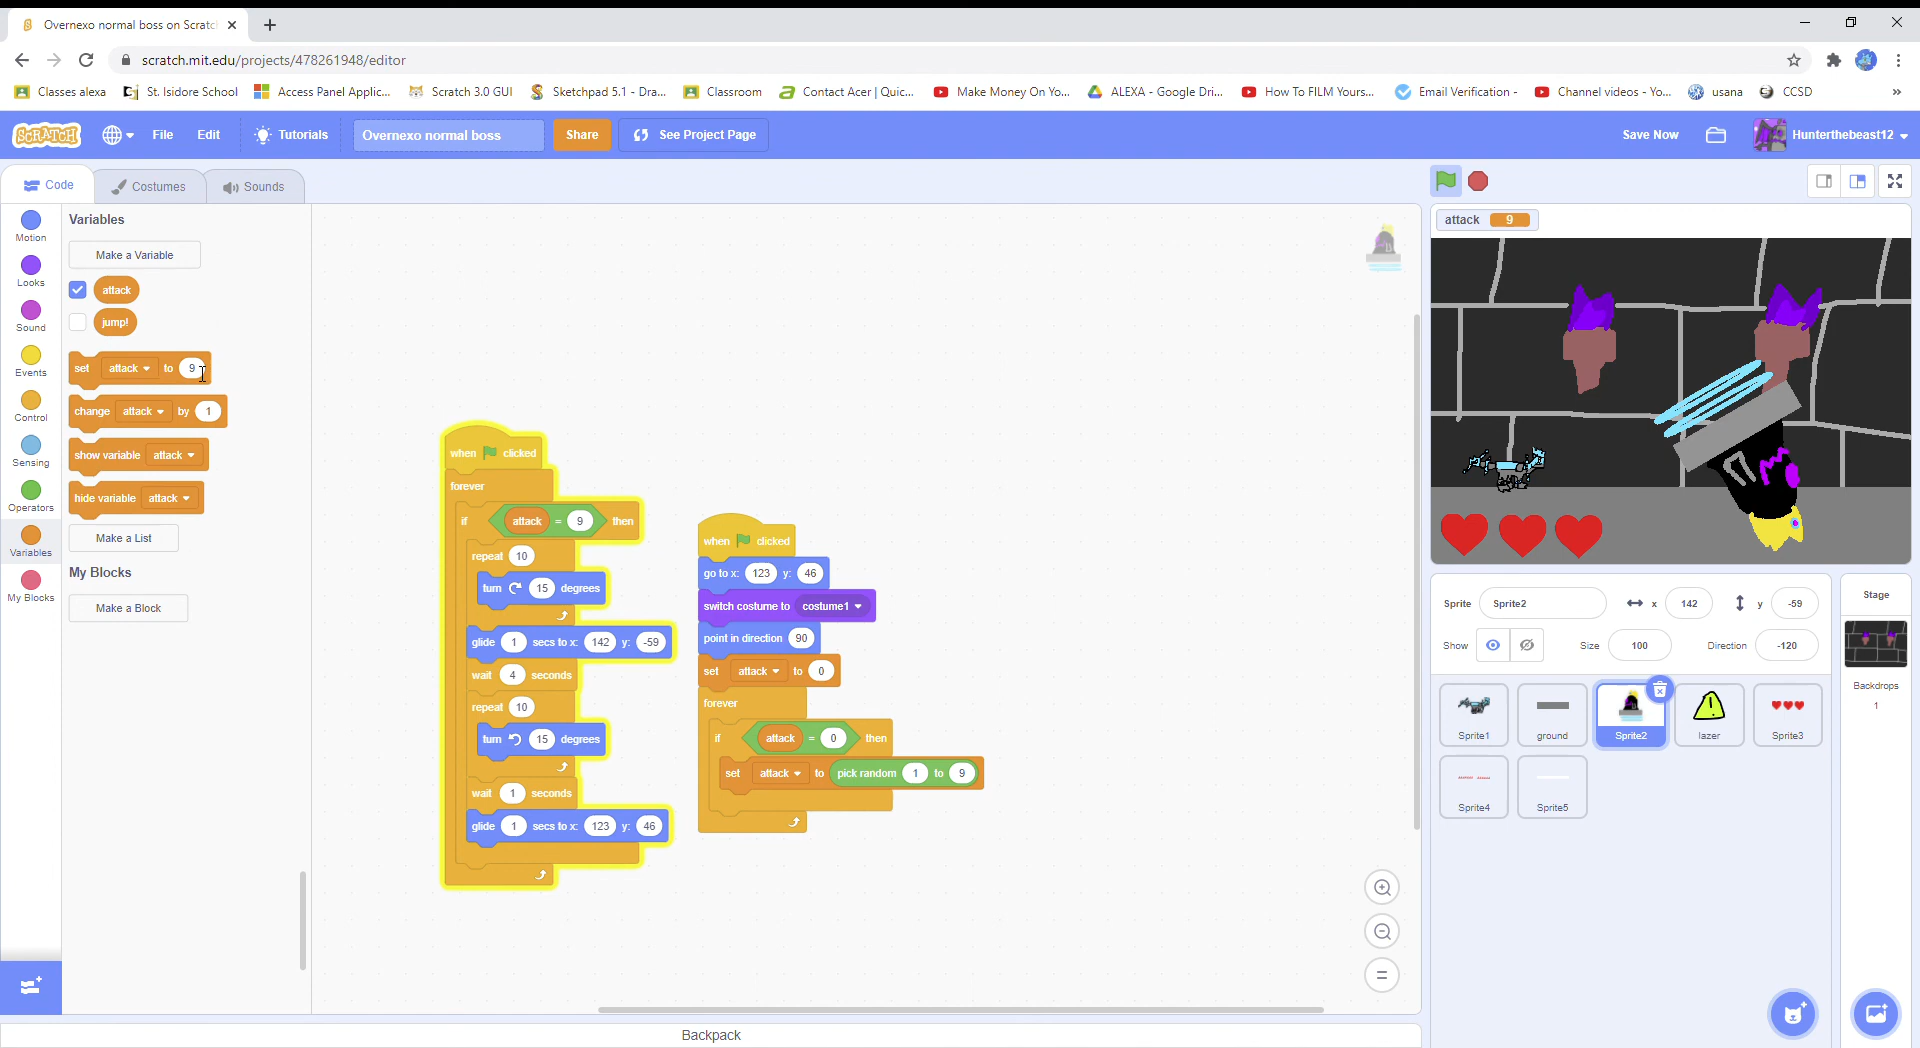 Overnexo normal boss on Scratc
scratch.mit.edu/projects/478261948/editor
Classes alexa St. Isidore School Access Panel Applic... Scratch 3.0 GUI Sketchpad 5.1 - Dra... Classroom Contact Acer | Quic... Make Money On Yo... ALEXA - Google Dri... How To FILM Yours... Email Verification - Channel videos - Yo... usana CCSD »
SCRATCH File Edit Tutorials Overnexo normal boss Share See Project Page Save Now Hunterthebeast12
Code Costumes Sounds
Motion
Looks
Sound
Events
Control
Sensing
Operators
Variables
My Blocks
Variables
Make a Variable
attack
jump!
set attack to 9
change attack by 1
show variable attack
hide variable attack
Make a List
My Blocks
Make a Block
when clicked
forever
if attack = 9 then
repeat 10
turn 15 degrees
glide 1 secs to x: 142 y: -59
wait 4 seconds
repeat 10
turn 15 degrees
wait 1 seconds
glide 1 secs to x: 123 y: 46
when clicked
go to x: 123 y: 46
switch costume to costume1
point in direction 90
set attack to 0
forever
if attack = 0 then
set attack to pick random 1 to 9
attack 9
Sprite Sprite2 x 142 y -59
Show Size 100 Direction -120
Sprite1 ground Sprite2 lazer Sprite3
Sprite4 Sprite5
Stage
Backdrops
1
Backpack